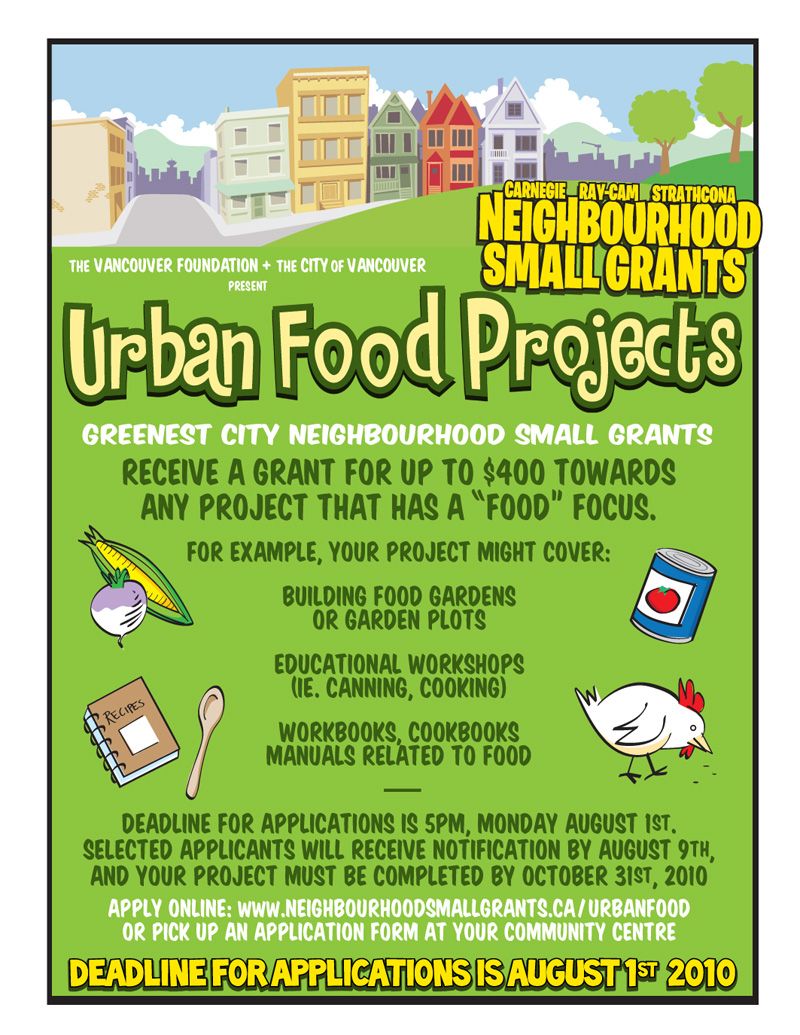 CARNEGIE RAY-CAM STRATHCONA
NEIGHBOURHOOD
SMALL GRANTS
THE VANCOUVER FOUNDATION + THE CITY OF VANCOUVER
PRESENT
Urban Food Projects
GREENEST CITY NEIGHBOURHOOD SMALL GRANTS
RECEIVE A GRANT FOR UP TO $400 TOWARDS
ANY PROJECT THAT HAS A "FOOD" FOCUS.
FOR EXAMPLE, YOUR PROJECT MIGHT COVER:
BUILDING FOOD GARDENS
OR GARDEN PLOTS
EDUCATIONAL WORKSHOPS
(IE. CANNING, COOKING)
RECIPES
WORKBOOKS, COOKBOOKS
MANUALS RELATED TO FOOD
DEADLINE FOR APPLICATIONS IS 5PM, MONDAY AUGUST 1ST.
SELECTED APPLICANTS WILL RECEIVE NOTIFICATION BY AUGUST 9TH,
AND YOUR PROJECT MUST BE COMPLETED BY OCTOBER 31ST, 2010
APPLY ONLINE: WWW.NEIGHBOURHOODSMALLGRANTS.CA/URBANFOOD
OR PICK UP AN APPLICATION FORM AT YOUR COMMUNITY CENTRE
DEADLINE FOR APPLICATIONS IS AUGUST 1ST 2010